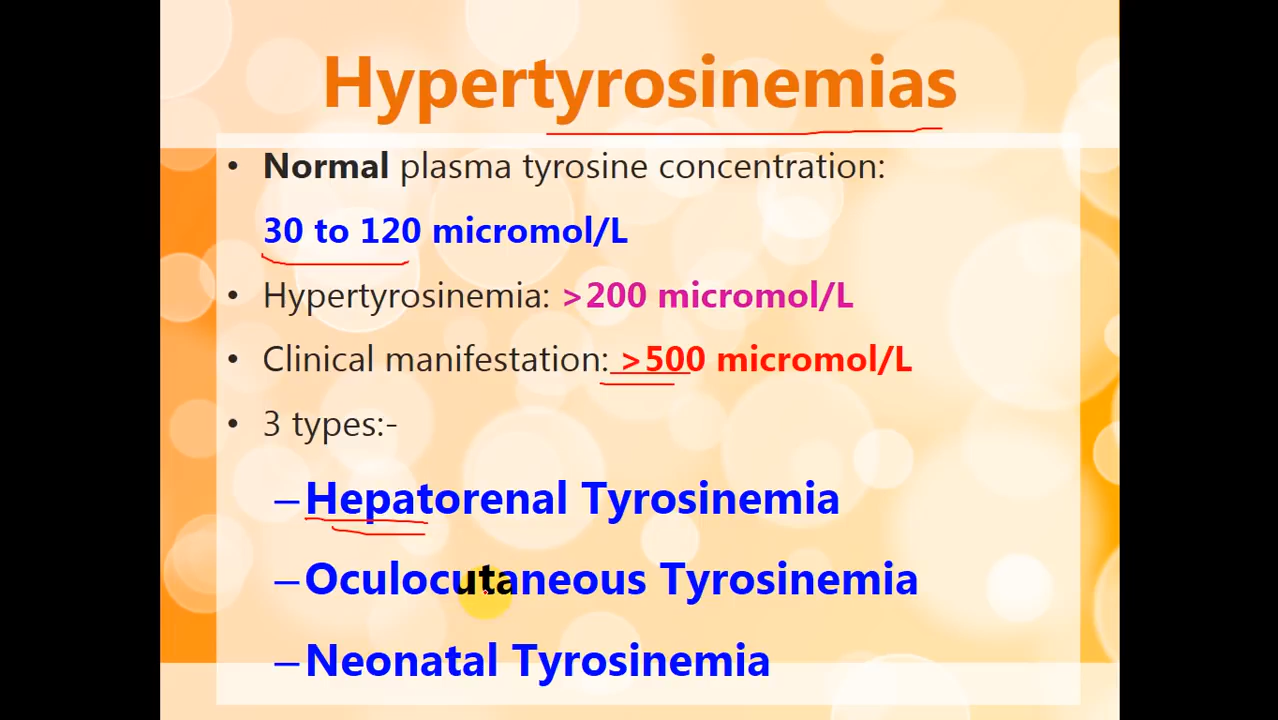 Hypertyrosinemias
• Normal plasma tyrosine concentration:
30 to 120 micromol/L
• Hypertyrosinemia: >200 micromol/L
• Clinical manifestation: >500 micromol/L
• 3 types:-
–Hepatorenal Tyrosinemia
–Oculocutaneous Tyrosinemia
–Neonatal Tyrosinemia